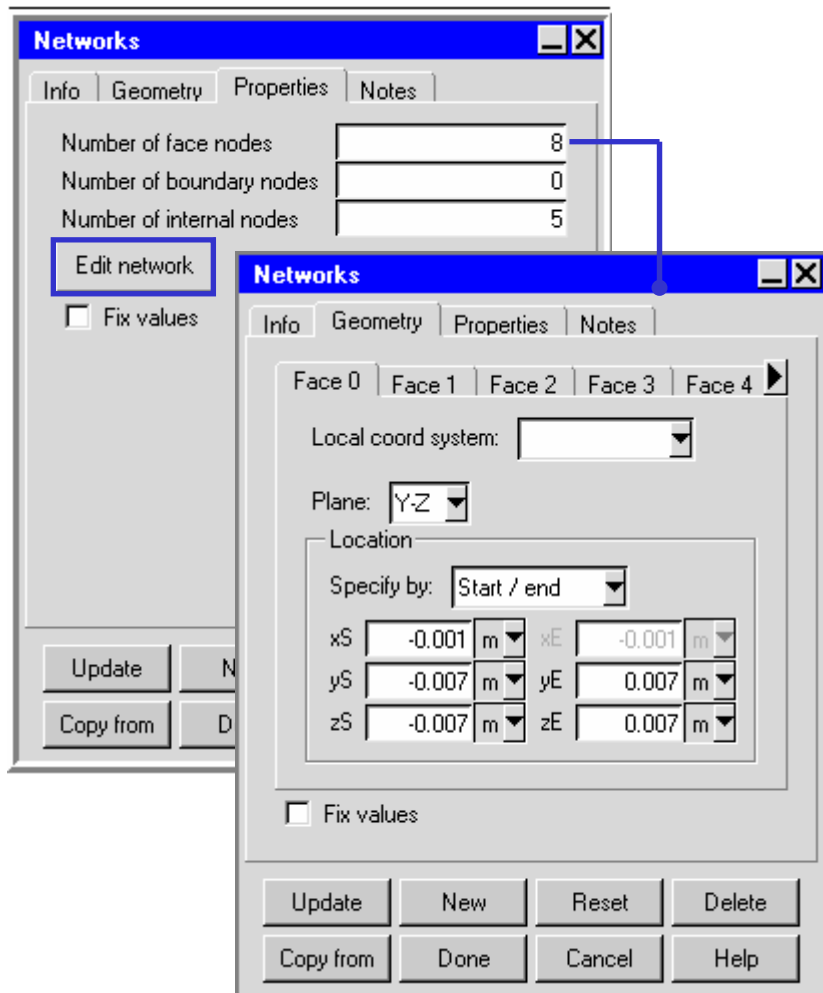 Networks
Info Geometry Properties Notes
Number of face nodes 8
Number of boundary nodes 0
Number of internal nodes 5
Edit network
Fix values
Update N
Copy from D
Networks
Info Geometry Properties Notes
Face 0 Face 1 Face 2 Face 3 Face 4
Local coord system:
Plane: Y-Z
Location
Specify by: Start / end
xS -0.001 m xE -0.001 m
yS -0.007 m yE 0.007 m
zS -0.007 m zE 0.007 m
Fix values
Update New Reset Delete
Copy from Done Cancel Help